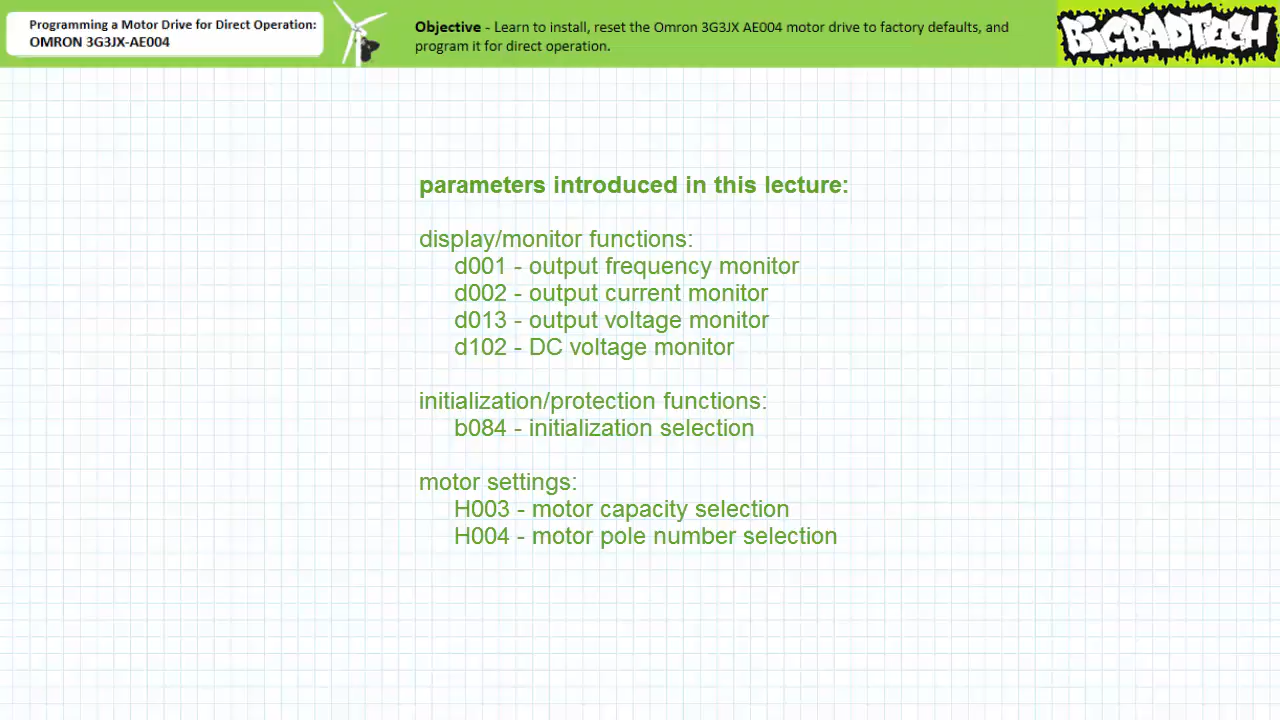 Programming a Motor Drive for Direct Operation:
OMRON 3G3JX-AE004
Objective - Learn to install, reset the Omron 3G3JX AE004 motor drive to factory defaults, and
program it for direct operation.
BIGBADTECH
parameters introduced in this lecture:
display/monitor functions:
d001 - output frequency monitor
d002 - output current monitor
d013 - output voltage monitor
d102 - DC voltage monitor
initialization/protection functions:
b084 - initialization selection
motor settings:
H003 - motor capacity selection
H004 - motor pole number selection